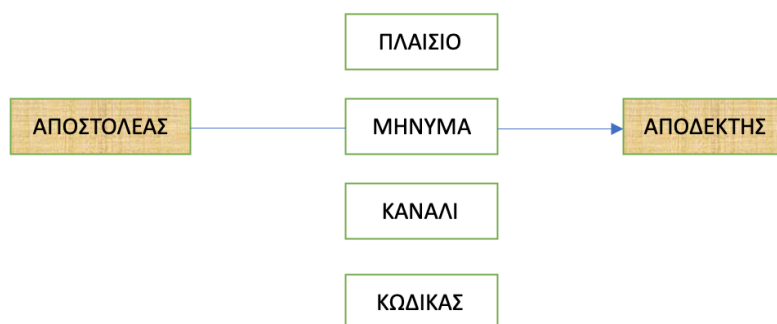 ΠΛΑΙΣΙΟ
ΑΠΟΣΤΟΛΕΑΣ
ΜΗΝΥΜΑ
ΑΠΟΔΕΚΤΗΣ
ΚΑΝΑΛΙ
ΚΩΔΙΚΑΣ